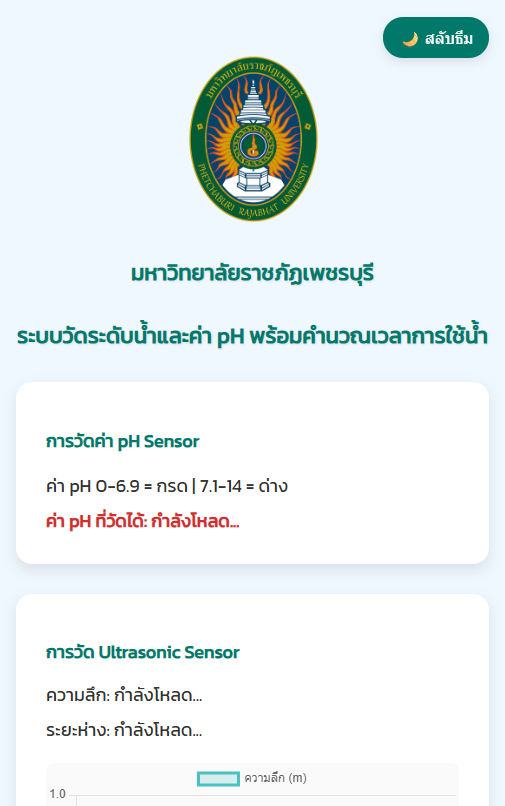 🌙 สลับธีม
มหาวิทยาลัยราชภัฏเพชรบุรี
PHETCHABURI RAJABHAT UNIVERSITY
มหาวิทยาลัยราชภัฏเพชรบุรี
ระบบวัดระดับน้ำและค่า pH พร้อมคำนวณเวลาการใช้น้ำ
การวัดค่า pH Sensor
ค่า pH 0-6.9 = กรด | 7.1-14 = ด่าง
ค่า pH ที่วัดได้: กำลังโหลด...
การวัด Ultrasonic Sensor
ความลึก: กำลังโหลด...
ระยะห่าง: กำลังโหลด...
ความลึก (m)
1.0